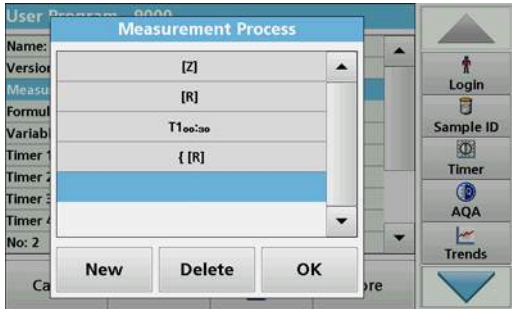 User Program 9000
Measurement Process
Name:
Version
Measu
Formul
Variabl
Timer 1
Timer 2
Timer 3
Timer 4
No: 2
[Z]
[R]
T1₀₀:₃₀
{ [R]
New
Delete
OK
Ca
ore
Login
Sample ID
Timer
AQA
Trends